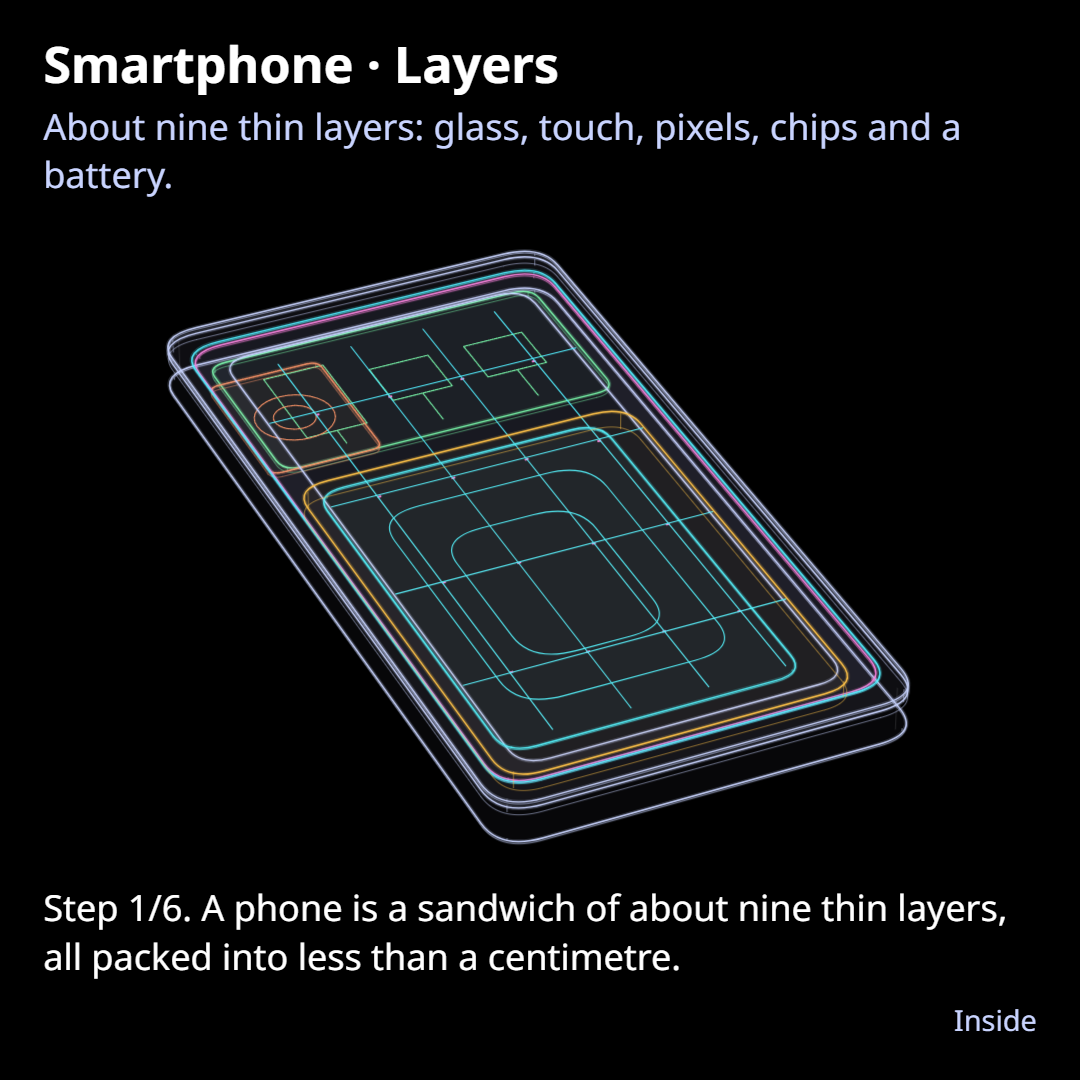 Smartphone · Layers
About nine thin layers: glass, touch, pixels, chips and a
battery.
Step 1/6. A phone is a sandwich of about nine thin layers,
all packed into less than a centimetre.
Inside